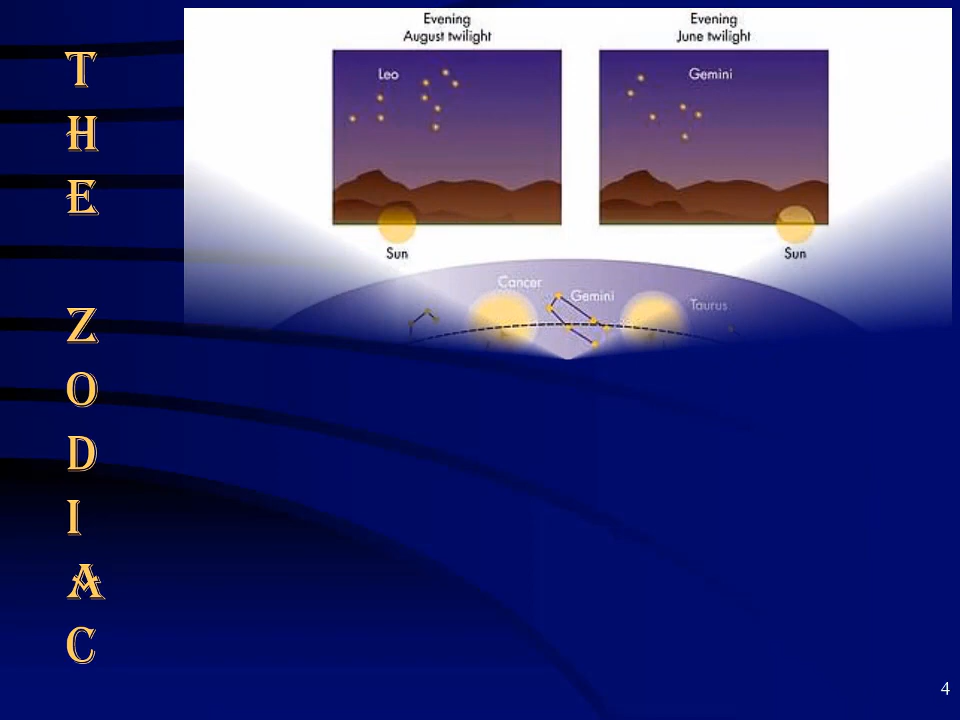 THE
ZODIAC
Evening
August twilight
Evening
June twilight
Leo
Gemini
Sun
Sun
Cancer
Gemini
Taurus
4